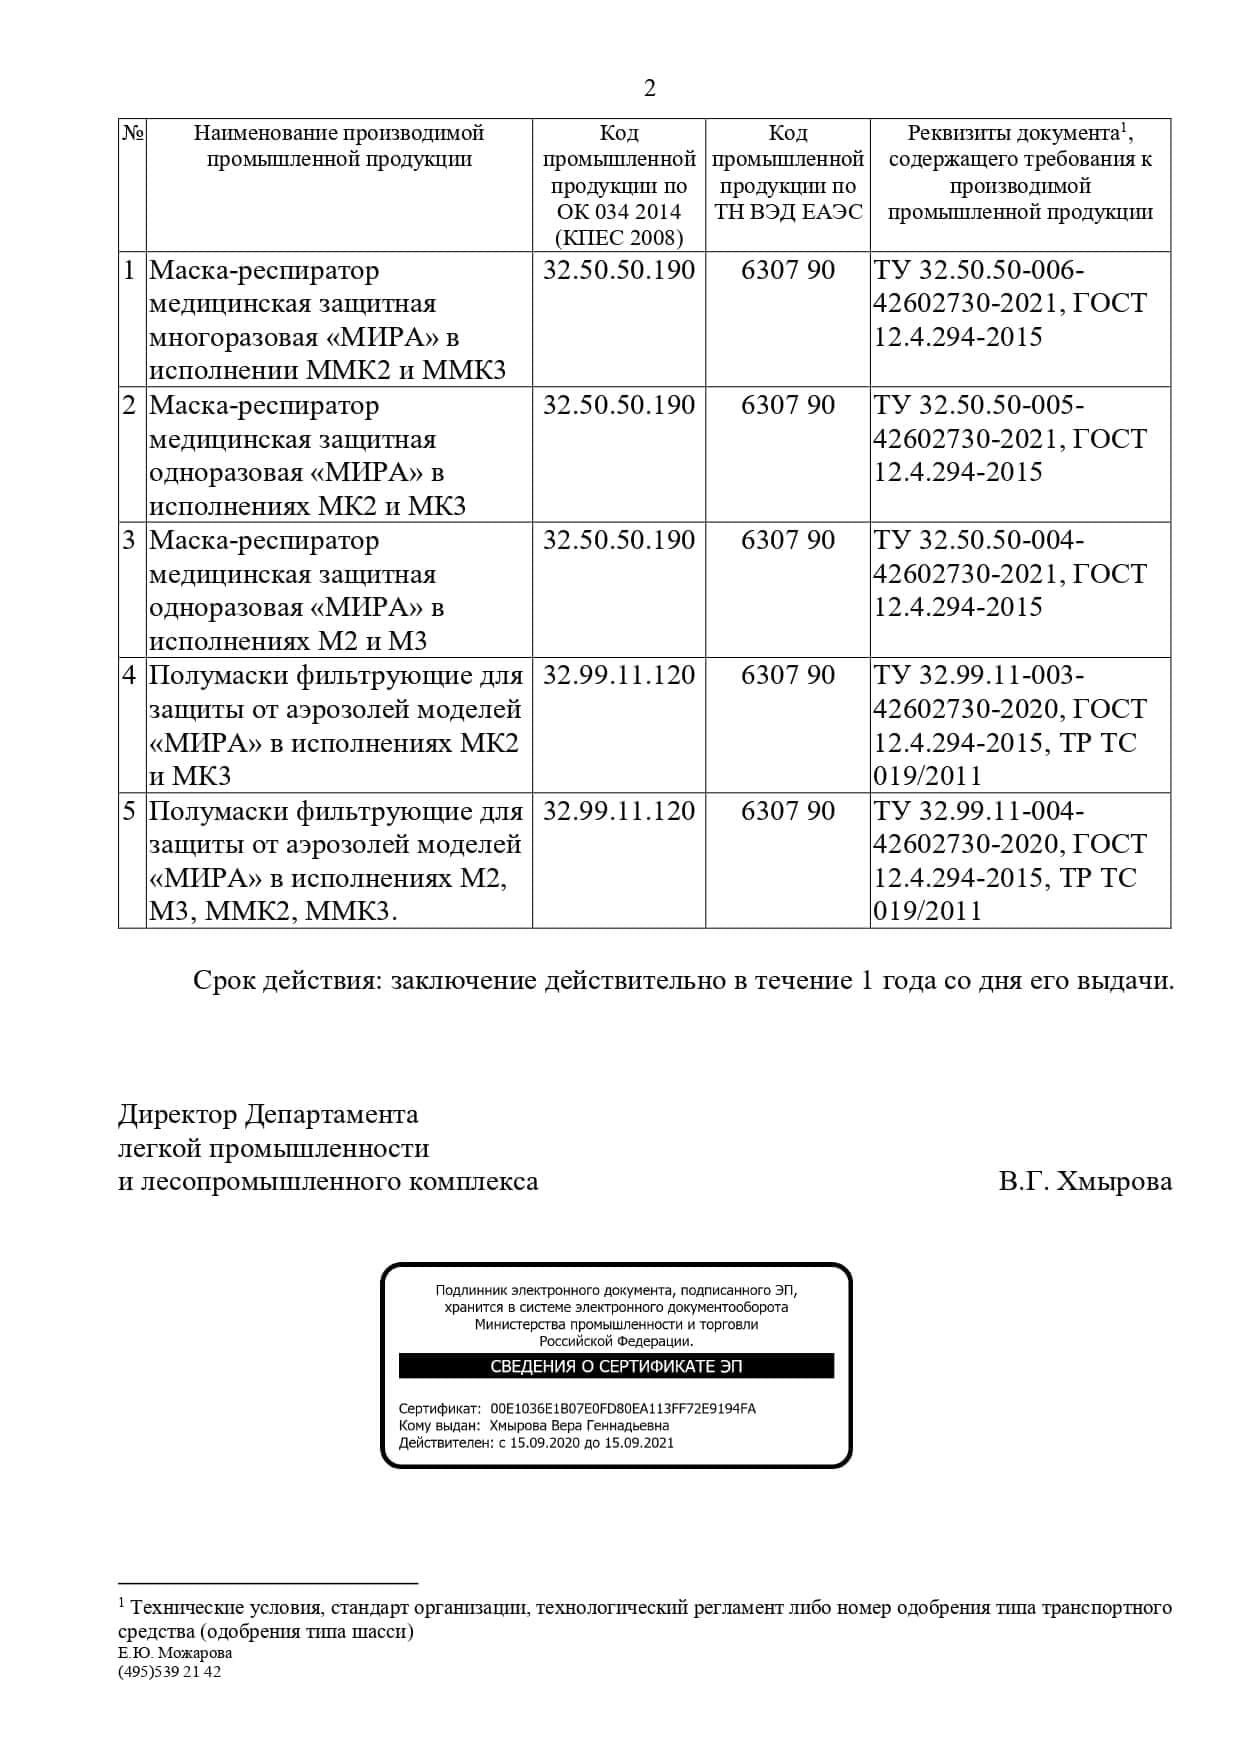 2
№
Наименование производимой
промышленной продукции
Код
промышленной
продукции по
ОК 034 2014
(КПЕС 2008)
Код
промышленной
продукции по
ТН ВЭД ЕАЭС
Реквизиты документа¹,
содержащего требования к
производимой
промышленной продукции
1
Маска-респиратор
медицинская защитная
многоразовая «МИРА» в
исполнении ММК2 и ММК3
32.50.50.190
6307 90
ТУ 32.50.50-006-
42602730-2021, ГОСТ
12.4.294-2015
2
Маска-респиратор
медицинская защитная
одноразовая «МИРА» в
исполнениях МК2 и МК3
32.50.50.190
6307 90
ТУ 32.50.50-005-
42602730-2021, ГОСТ
12.4.294-2015
3
Маска-респиратор
медицинская защитная
одноразовая «МИРА» в
исполнениях М2 и М3
32.50.50.190
6307 90
ТУ 32.50.50-004-
42602730-2021, ГОСТ
12.4.294-2015
4
Полумаски фильтрующие для
защиты от аэрозолей моделей
«МИРА» в исполнениях МК2
и МК3
32.99.11.120
6307 90
ТУ 32.99.11-003-
42602730-2020, ГОСТ
12.4.294-2015, ТР ТС
019/2011
5
Полумаски фильтрующие для
защиты от аэрозолей моделей
«МИРА» в исполнениях М2,
М3, ММК2, ММК3.
32.99.11.120
6307 90
ТУ 32.99.11-004-
42602730-2020, ГОСТ
12.4.294-2015, ТР ТС
019/2011
Срок действия: заключение действительно в течение 1 года со дня его выдачи.
Директор Департамента
легкой промышленности
и лесопромышленного комплекса В.Г. Хмырова
Подлинник электронного документа, подписанного ЭП,
хранится в системе электронного документооборота
Министерства промышленности и торговли
Российской Федерации.
СВЕДЕНИЯ О СЕРТИФИКАТЕ ЭП
Сертификат: 00E1036E1B07E0FD80EA113FF72E9194FA
Кому выдан: Хмырова Вера Геннадьевна
Действителен: с 15.09.2020 до 15.09.2021
¹ Технические условия, стандарт организации, технологический регламент либо номер одобрения типа транспортного
средства (одобрения типа шасси)
Е.Ю. Можарова
(495)539 21 42